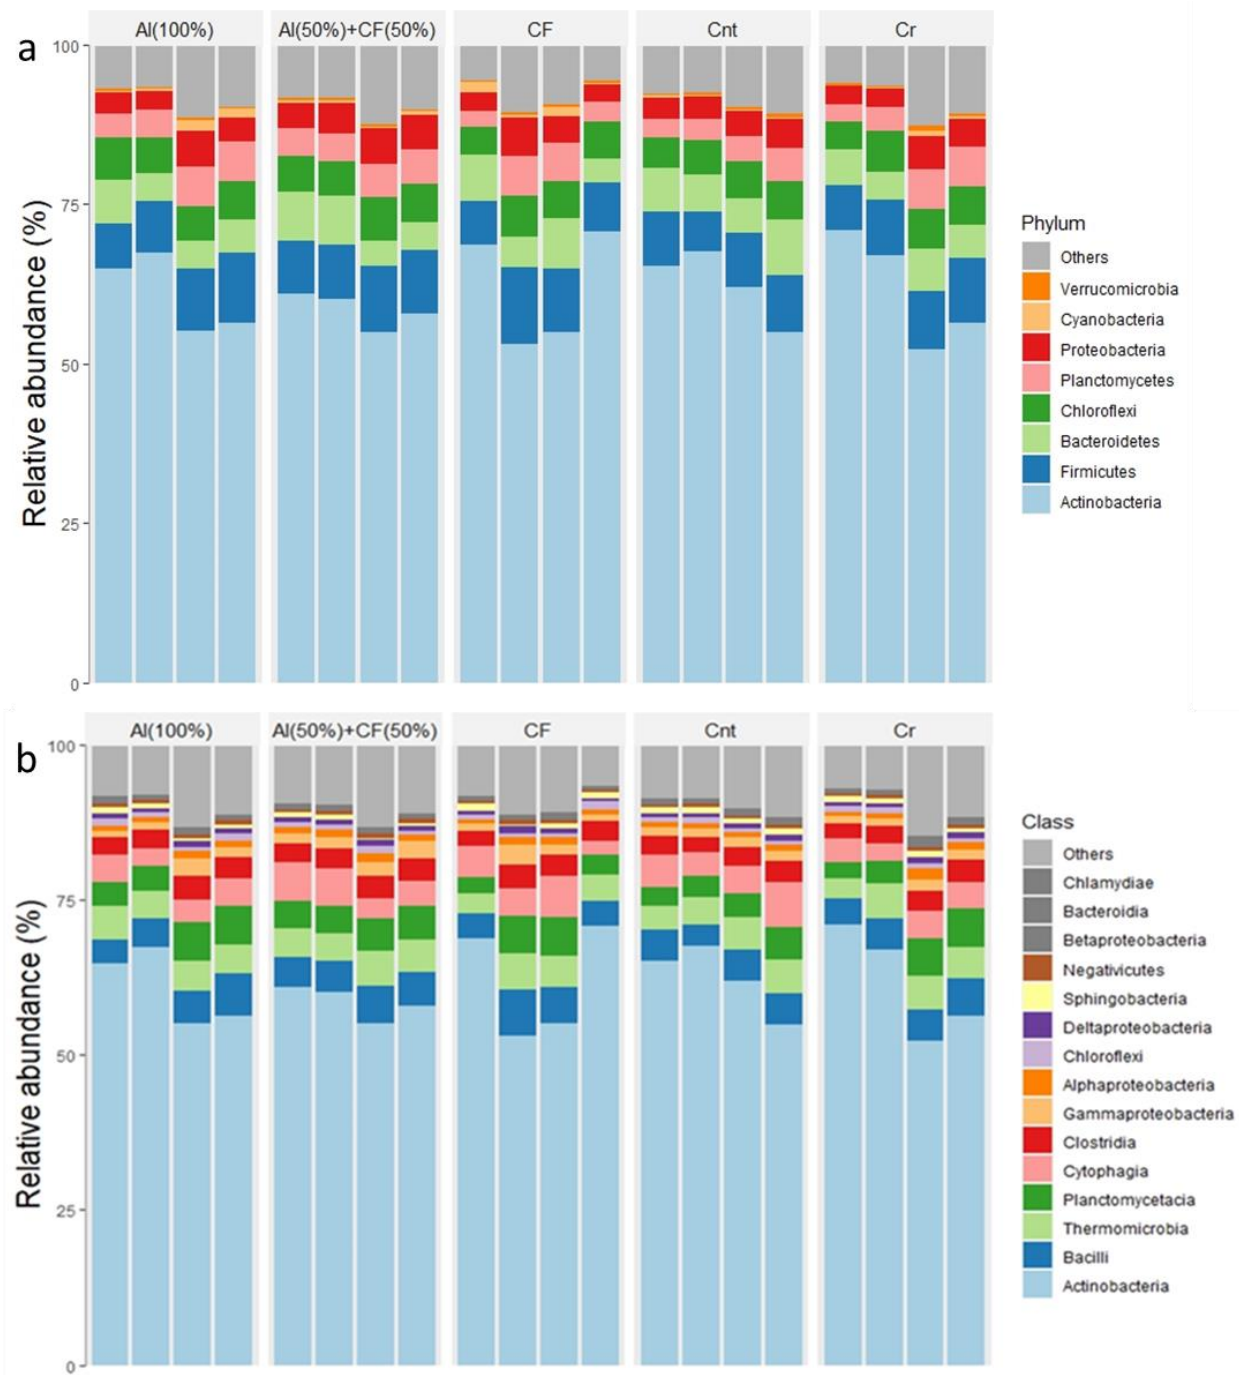 a
Al(100%) Al(50%)+CF(50%) CF Cnt Cr
100
75
50
25
0
Relative abundance (%)
Phylum
Others
Verrucomicrobia
Cyanobacteria
Proteobacteria
Planctomycetes
Chloroflexi
Bacteroidetes
Firmicutes
Actinobacteria
b
Al(100%) Al(50%)+CF(50%) CF Cnt Cr
100
75
50
25
0
Relative abundance (%)
Class
Others
Chlamydiae
Bacteroidia
Betaproteobacteria
Negativicutes
Sphingobacteria
Deltaproteobacteria
Chloroflexi
Alphaproteobacteria
Gammaproteobacteria
Clostridia
Cytophagia
Planctomycetacia
Thermomicrobia
Bacilli
Actinobacteria